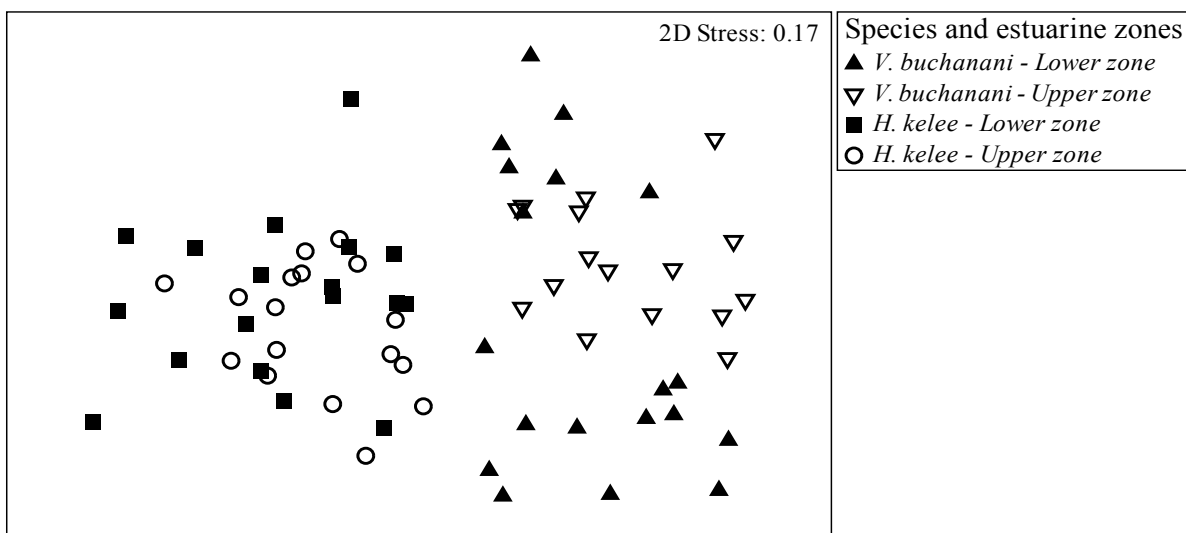 2D Stress: 0.17
Species and estuarine zones
V. buchanani - Lower zone
V. buchanani - Upper zone
H. kelee - Lower zone
H. kelee - Upper zone